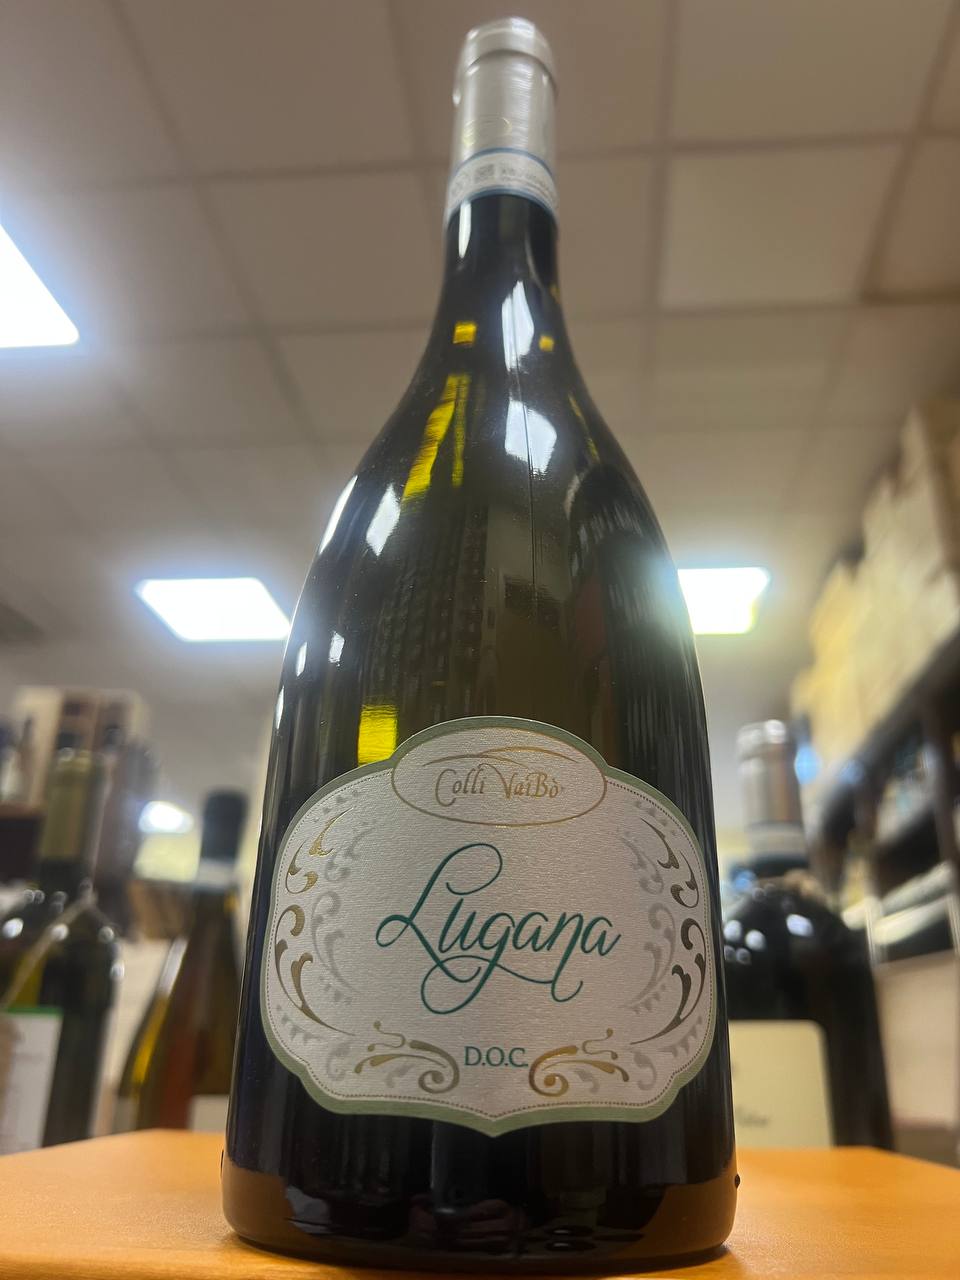 Colli VaiBò
Lugana
D.O.C.